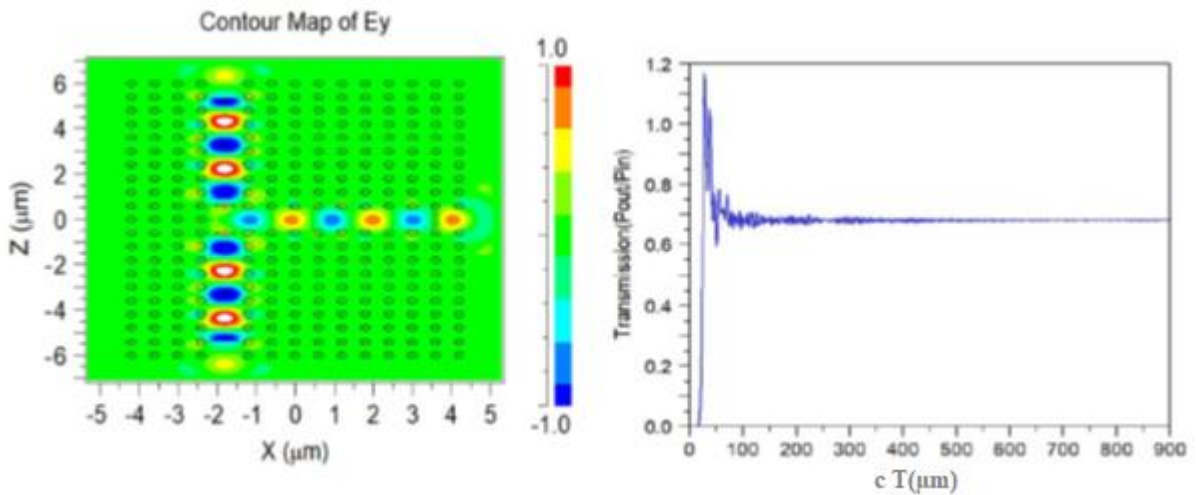 Contour Map of Ey
1.0
6
4
2
0
-2
-4
-6
Z (μm)
-5 -4 -3 -2 -1 0 1 2 3 4 5
X (μm)
-1.0
1.2
1.0
0.8
0.6
0.4
0.2
0.0
Transmission(Pout/Pin)
0 100 200 300 400 500 600 700 800 900
c T(μm)